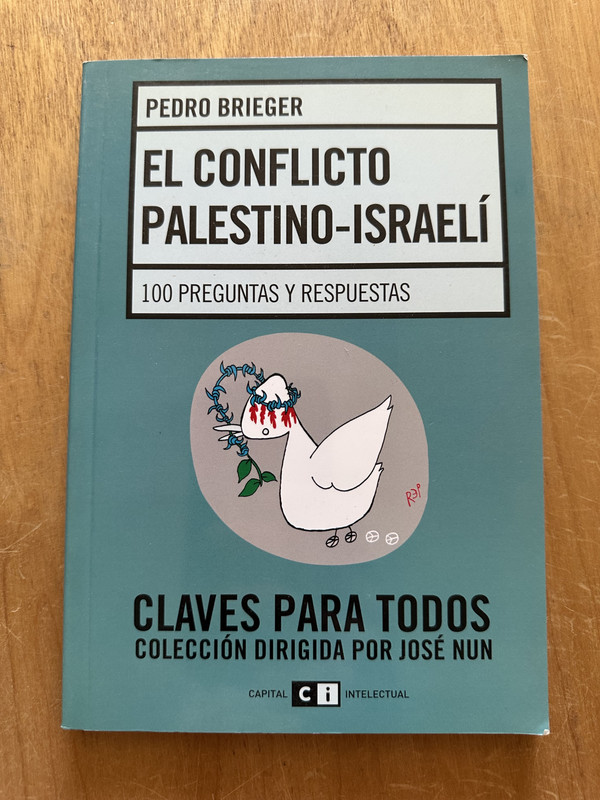 PEDRO BRIEGER
EL CONFLICTO
PALESTINO-ISRAELÍ
100 PREGUNTAS Y RESPUESTAS
REP
CLAVES PARA TODOS
COLECCIÓN DIRIGIDA POR JOSÉ NUN
CAPITAL Ci INTELECTUAL